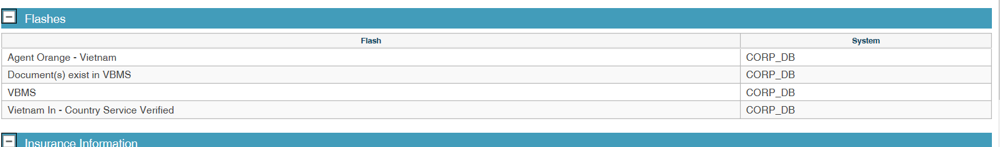 Flashes
Flash System
Agent Orange - Vietnam CORP_DB
Document(s) exist in VBMS CORP_DB
VBMS CORP_DB
Vietnam In - Country Service Verified CORP_DB
Insurance Information